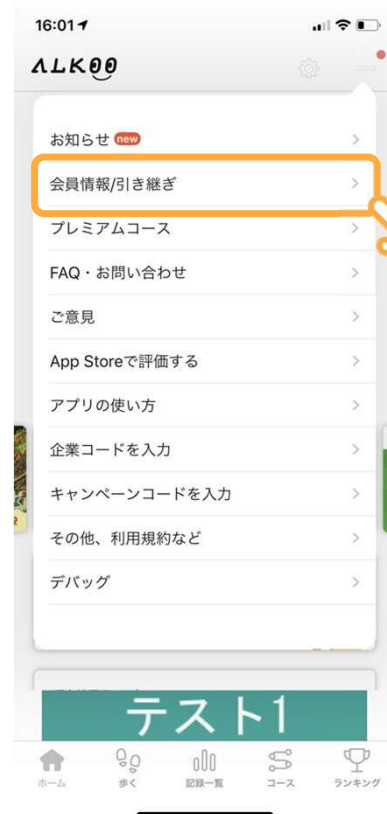 16:01
ALKOO
お知らせ new
会員情報/引き継ぎ
プレミアムコース
FAQ・お問い合わせ
ご意見
App Storeで評価する
アプリの使い方
企業コードを入力
キャンペーンコードを入力
その他、利用規約など
デバッグ
テスト1
ホーム 歩く 記録一覧 コース ランキング